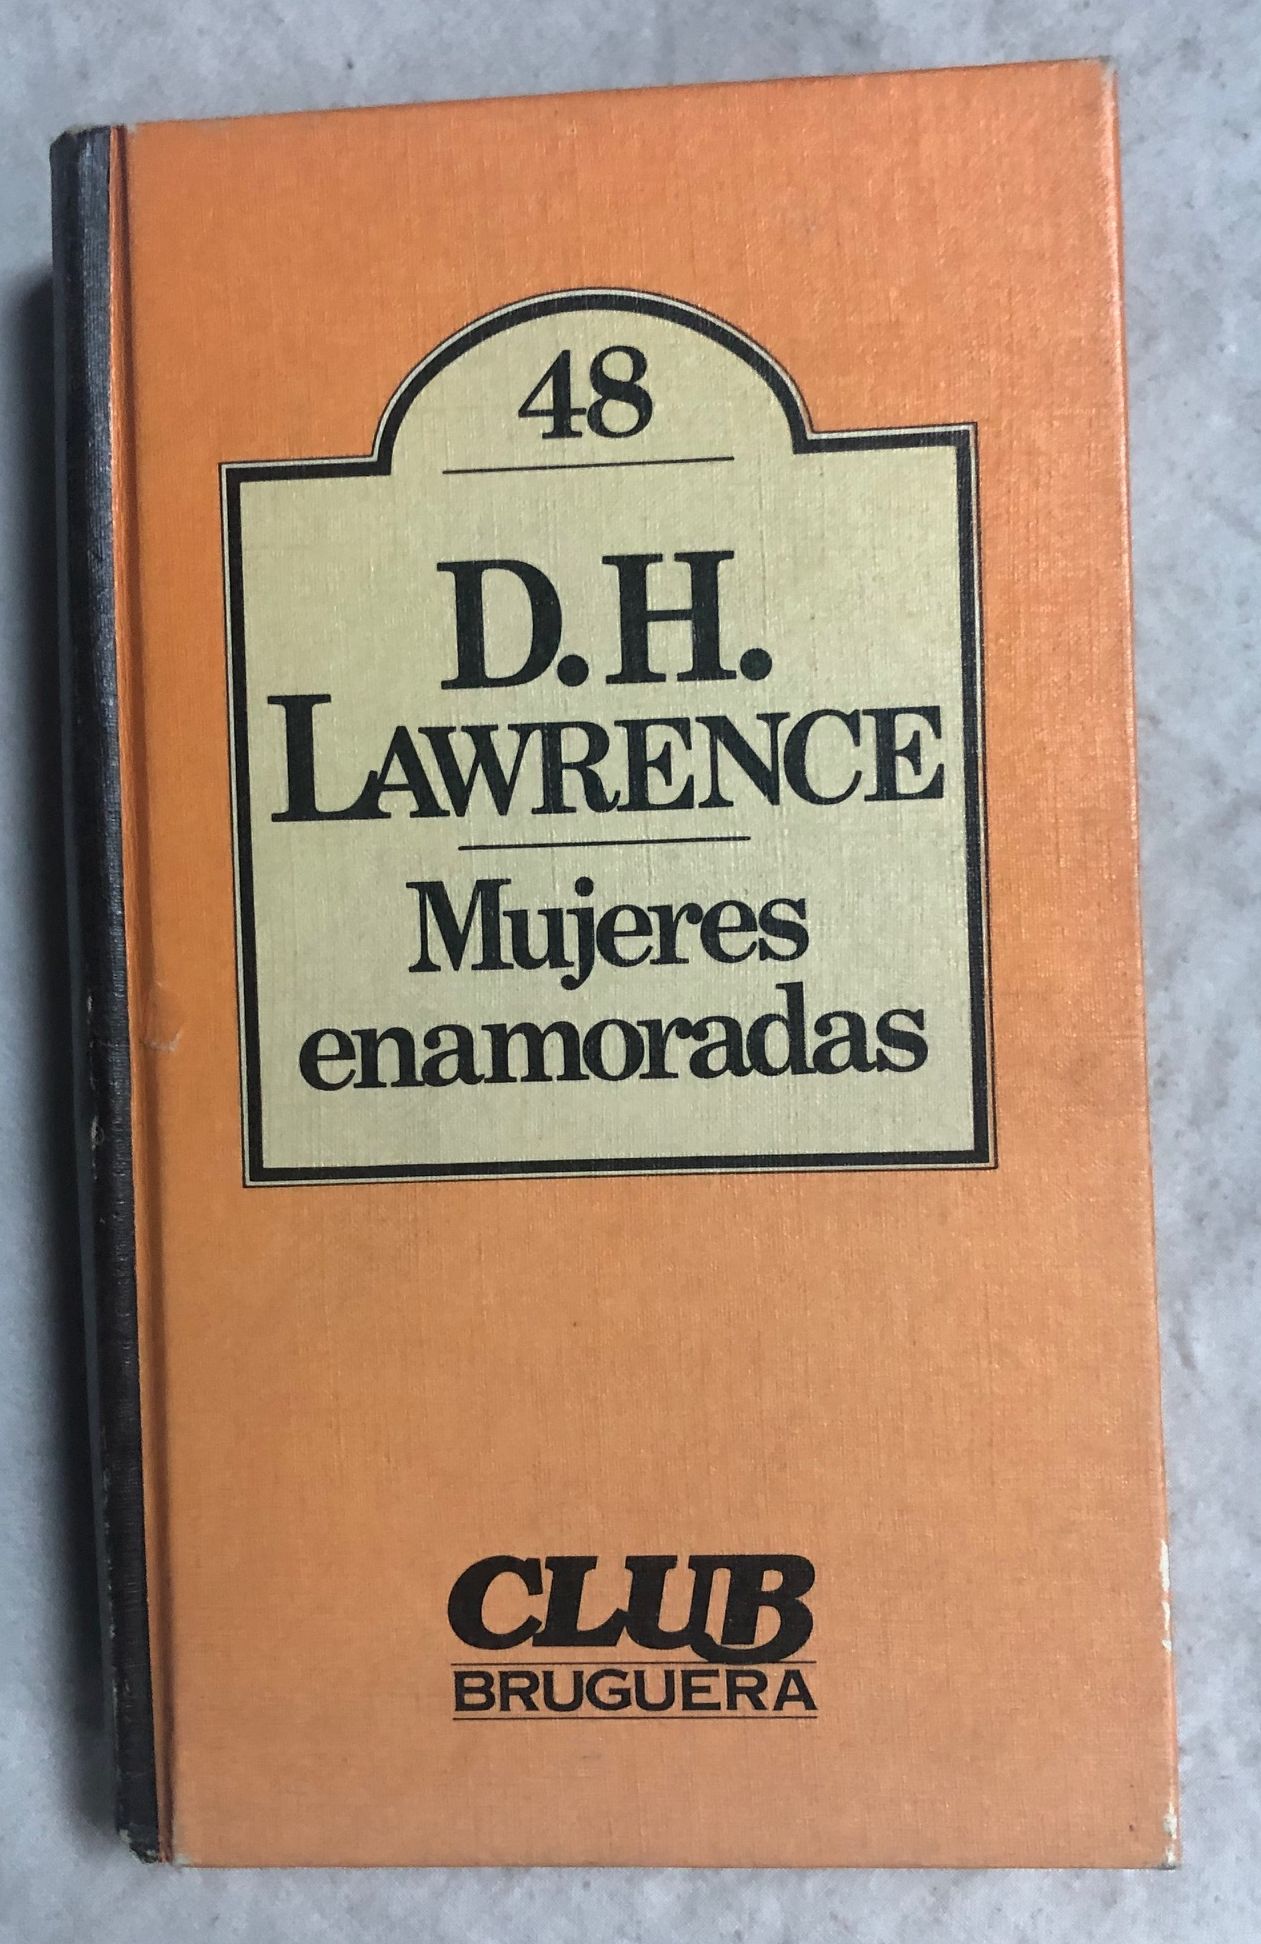 48
D.H.
LAWRENCE
Mujeres
enamoradas
CLUB
BRUGUERA